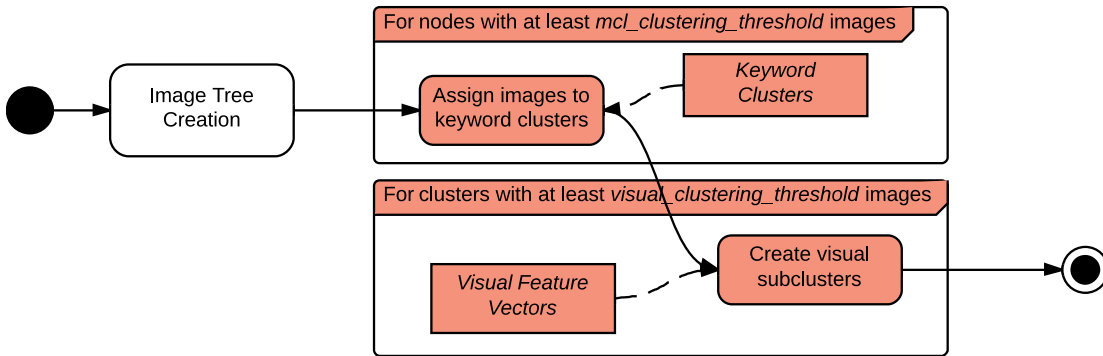 For nodes with at least mcl_clustering_threshold images
Image Tree
Creation
Assign images to
keyword clusters
Keyword
Clusters
For clusters with at least visual_clustering_threshold images
Visual Feature
Vectors
Create visual
subclusters